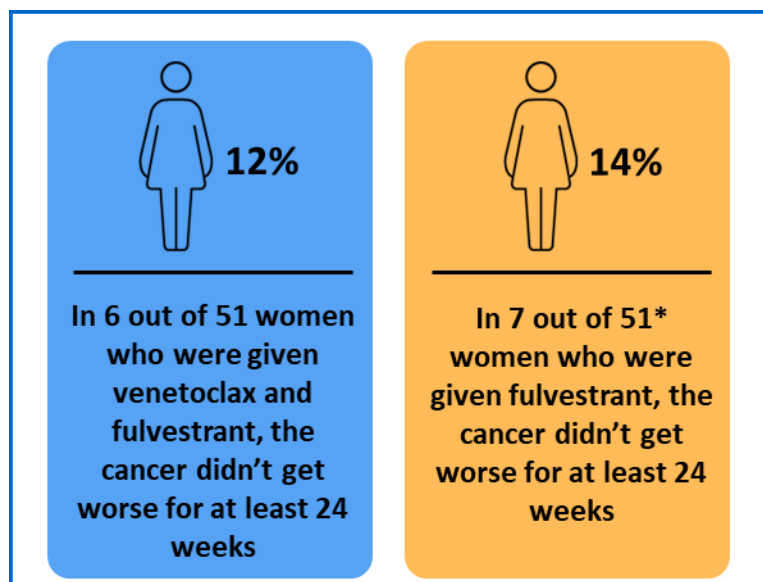 12%
In 6 out of 51 women
who were given
venetoclax and
fulvestrant, the
cancer didn’t get
worse for at least 24
weeks
14%
In 7 out of 51*
women who were
given fulvestrant, the
cancer didn’t get
worse for at least 24
weeks